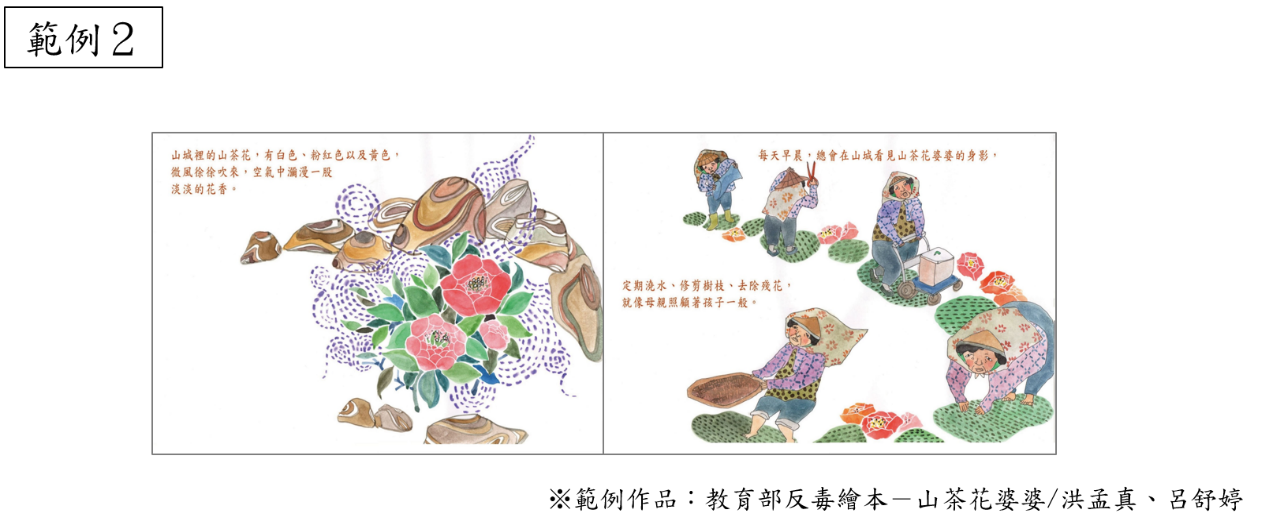 範例2
山城裡的山茶花，有白色、粉紅色以及黃色，
微風徐徐吹來，空氣中瀰漫一股
淡淡的花香。
每天早晨，總會在山城看見山茶花婆婆的身影，
定期澆水、修剪樹枝、去除殘花，
就像母親照顧著孩子一般。
※範例作品：教育部反毒繪本－山茶花婆婆/洪孟真、呂舒婷